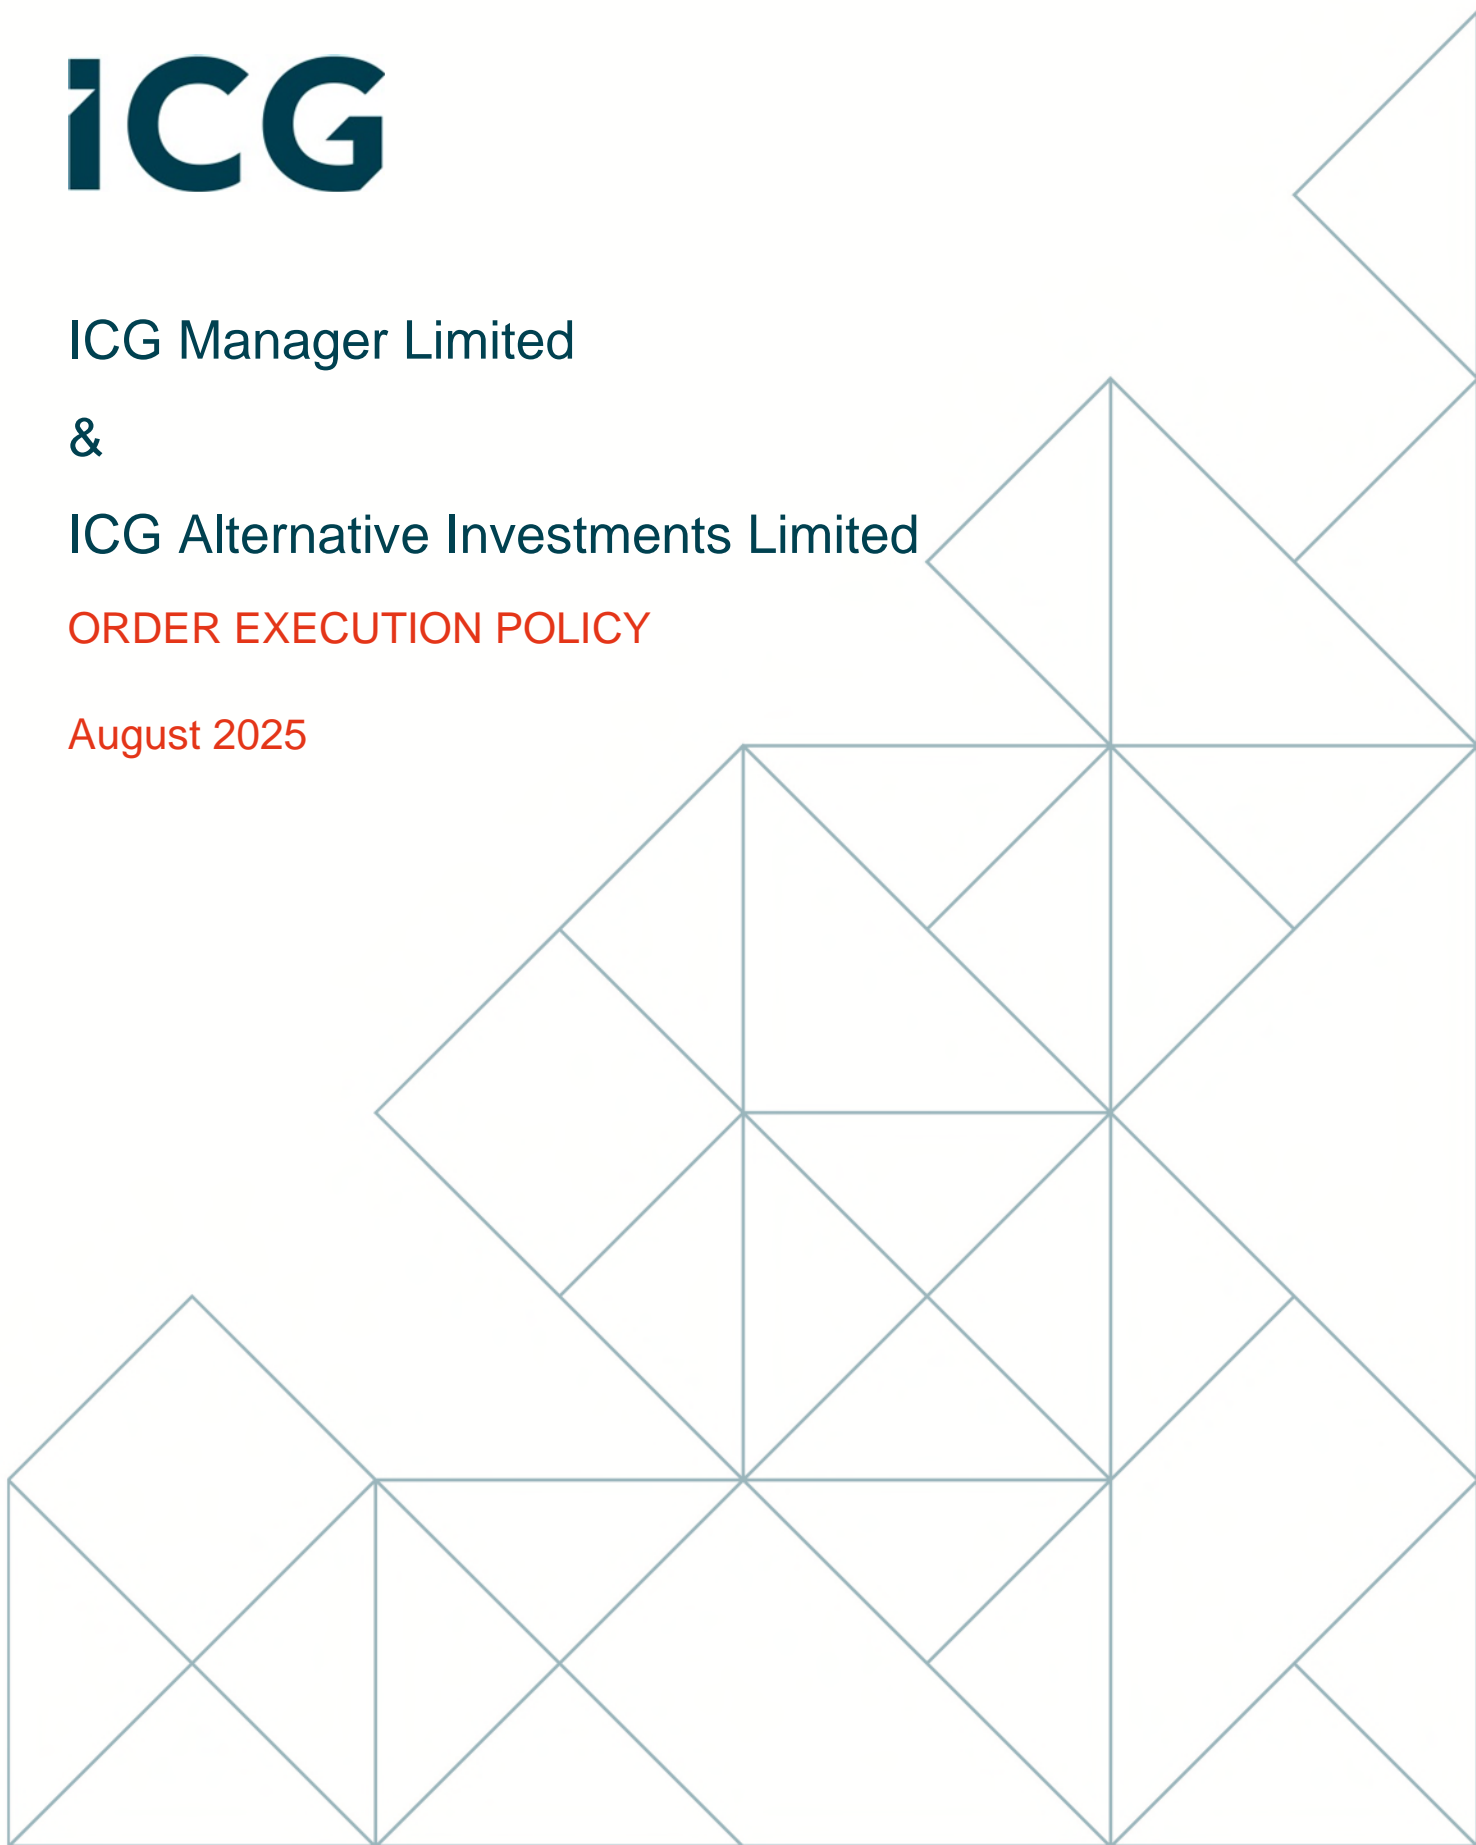 ICG
ICG Manager Limited
&
ICG Alternative Investments Limited
ORDER EXECUTION POLICY
August 2025